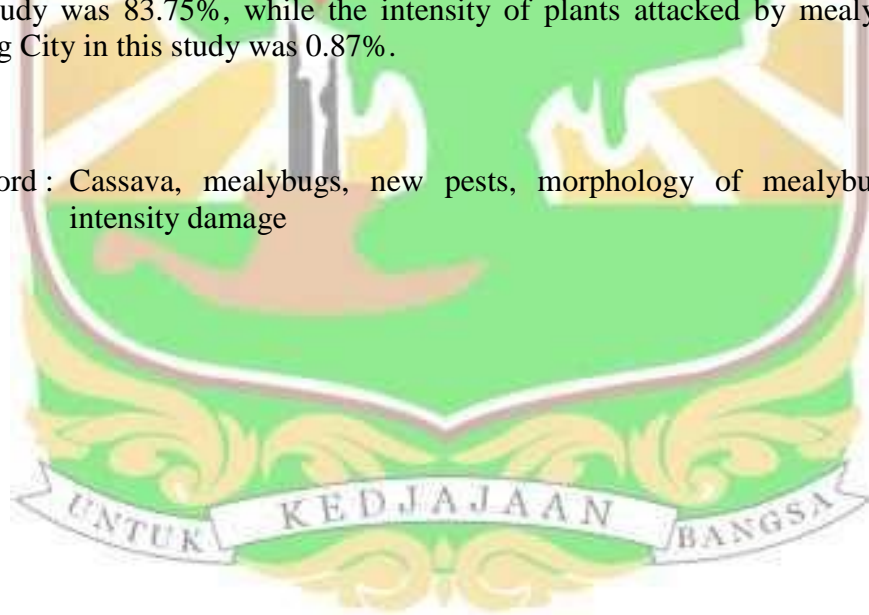 udy was 83.75%, while the intensity of plants attacked by mealy
g City in this study was 0.87%.
ord : Cassava, mealybugs, new pests, morphology of mealybu
intensity damage
UNTUK KEDJAJAAN BANGSA